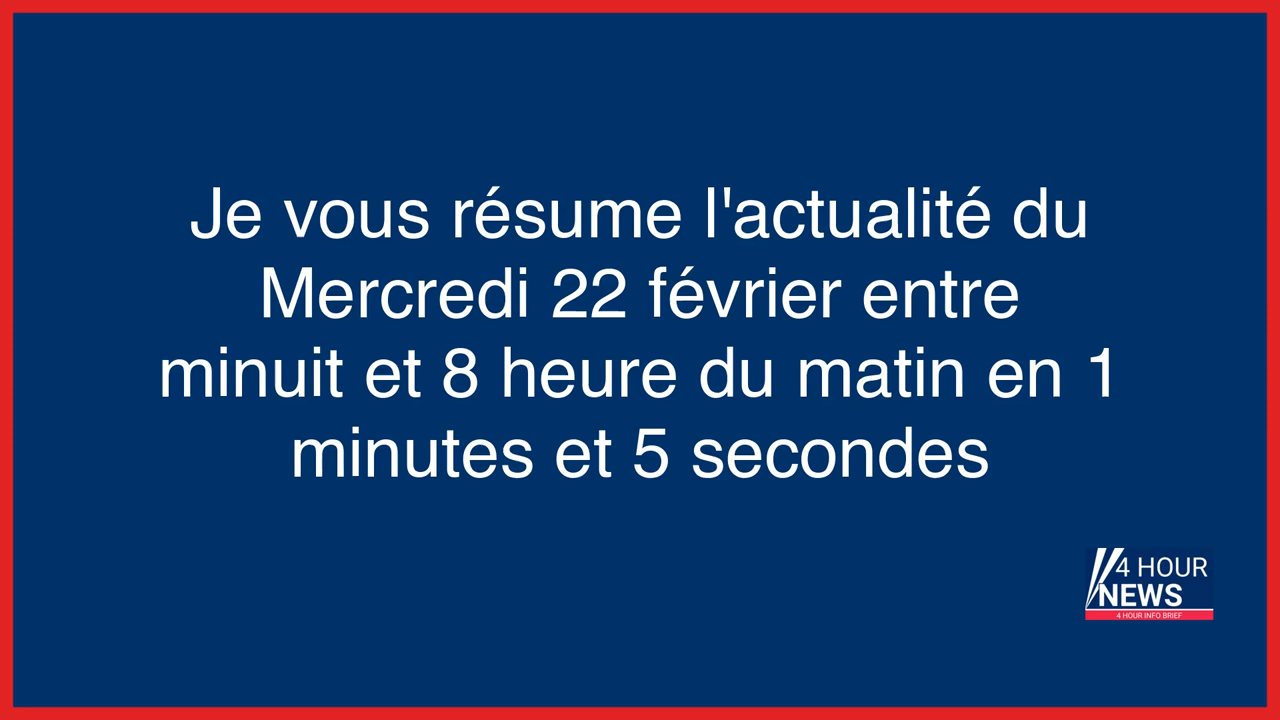 Je vous résume l'actualité du
Mercredi 22 février entre
minuit et 8 heure du matin en 1
minutes et 5 secondes
4 HOUR
NEWS
4 HOUR INFO BRIEF